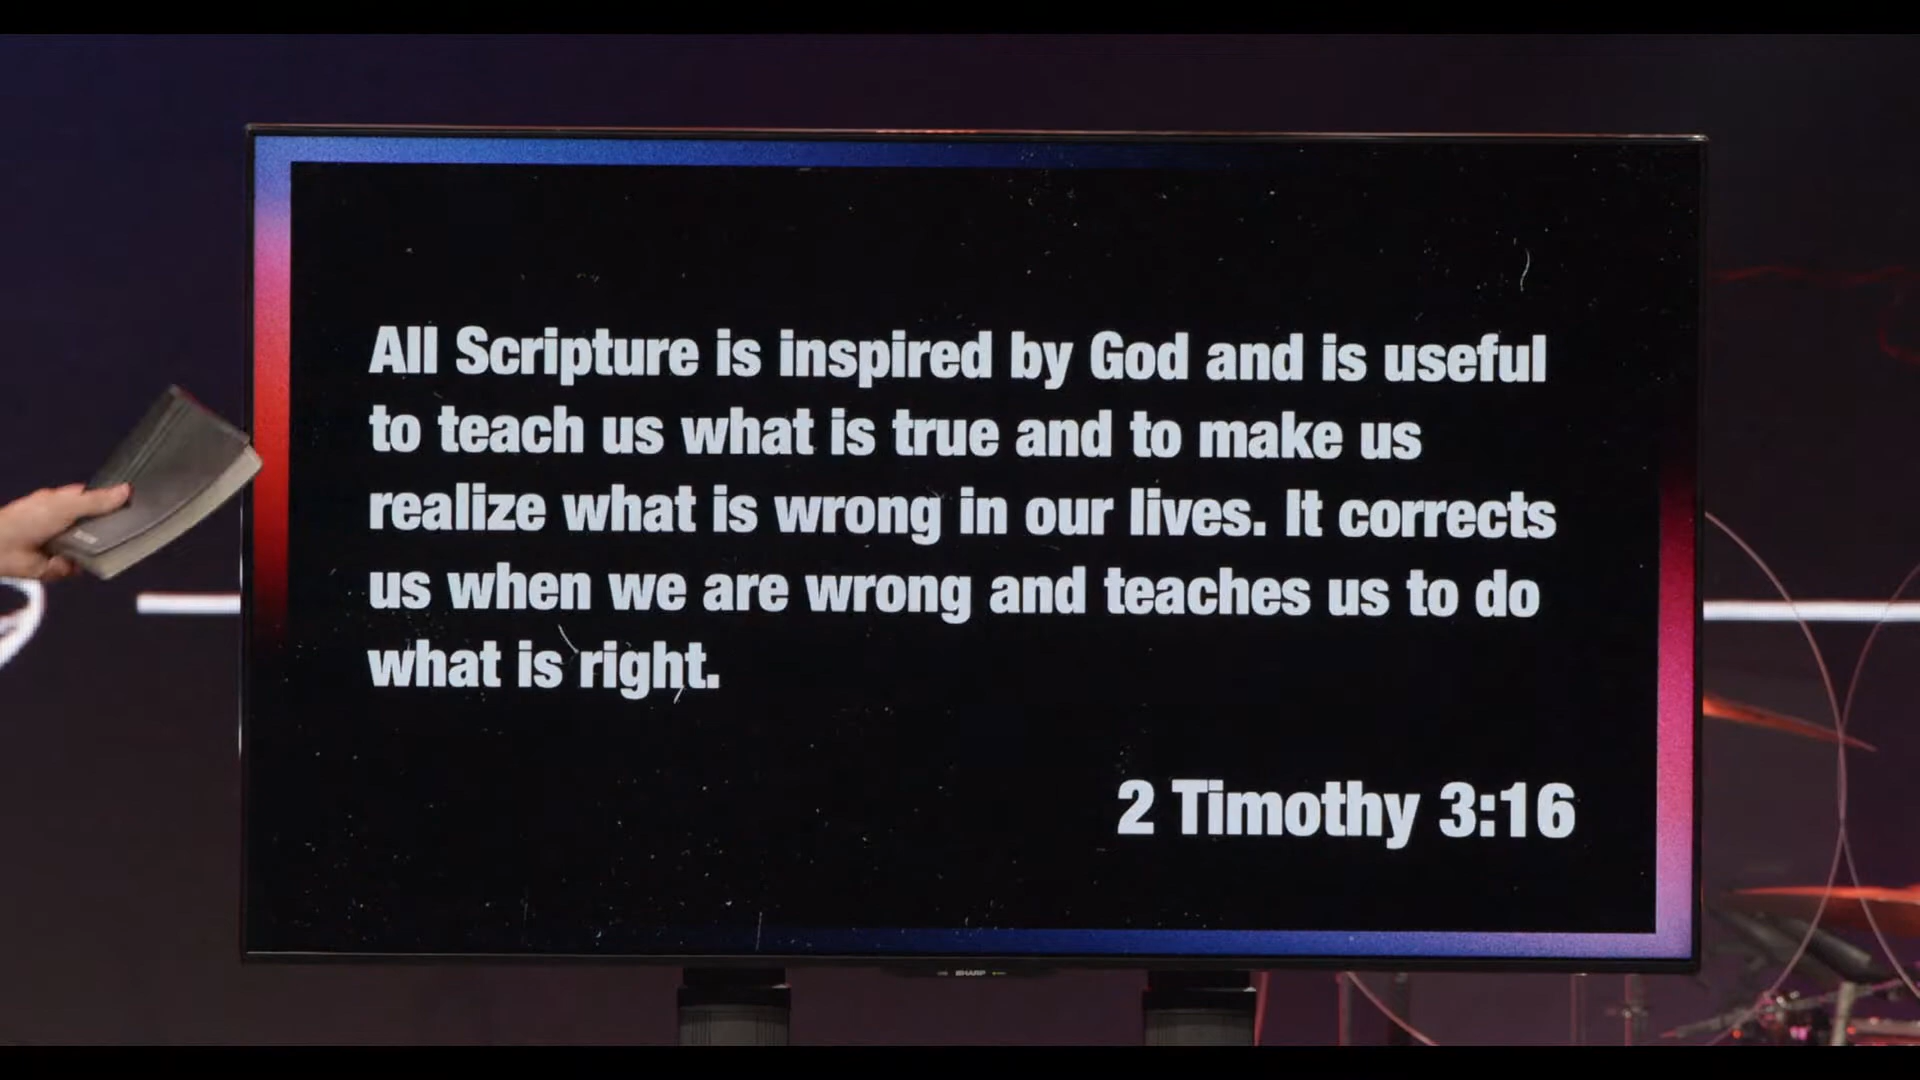 All Scripture is inspired by God and is useful
to teach us what is true and to make us
realize what is wrong in our lives. It corrects
us when we are wrong and teaches us to do
what is right.
2 Timothy 3:16
SHARP